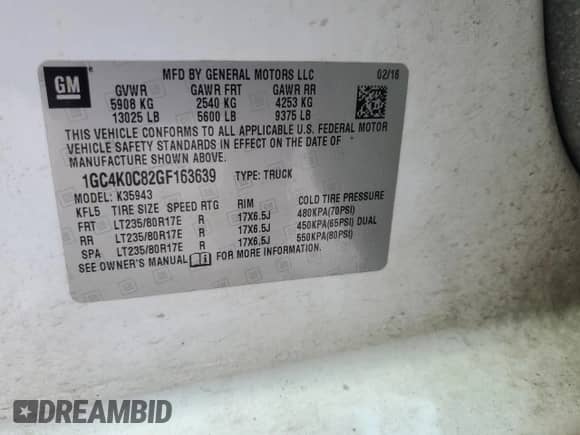 GM
MFD BY GENERAL MOTORS LLC 02/16
GVWR GAWR FRT GAWR RR
5908 KG 2540 KG 4253 KG
13025 LB 5600 LB 9375 LB
THIS VEHICLE CONFORMS TO ALL APPLICABLE U.S. FEDERAL MOTOR
VEHICLE SAFETY STANDARDS IN EFFECT ON THE DATE OF
MANUFACTURE SHOWN ABOVE.
1GC4K0C82GF163639 TYPE: TRUCK
MODEL: K35943
KFL5 TIRE SIZE SPEED RTG RIM COLD TIRE PRESSURE
FRT LT235/80R17E R 17X6.5J 480KPA(70PSI)
RR LT235/80R17E R 17X6.5J 450KPA(65PSI) DUAL
SPA LT235/80R17E R 17X6.5J 550KPA(80PSI)
SEE OWNER'S MANUAL FOR MORE INFORMATION.
DREAMBID